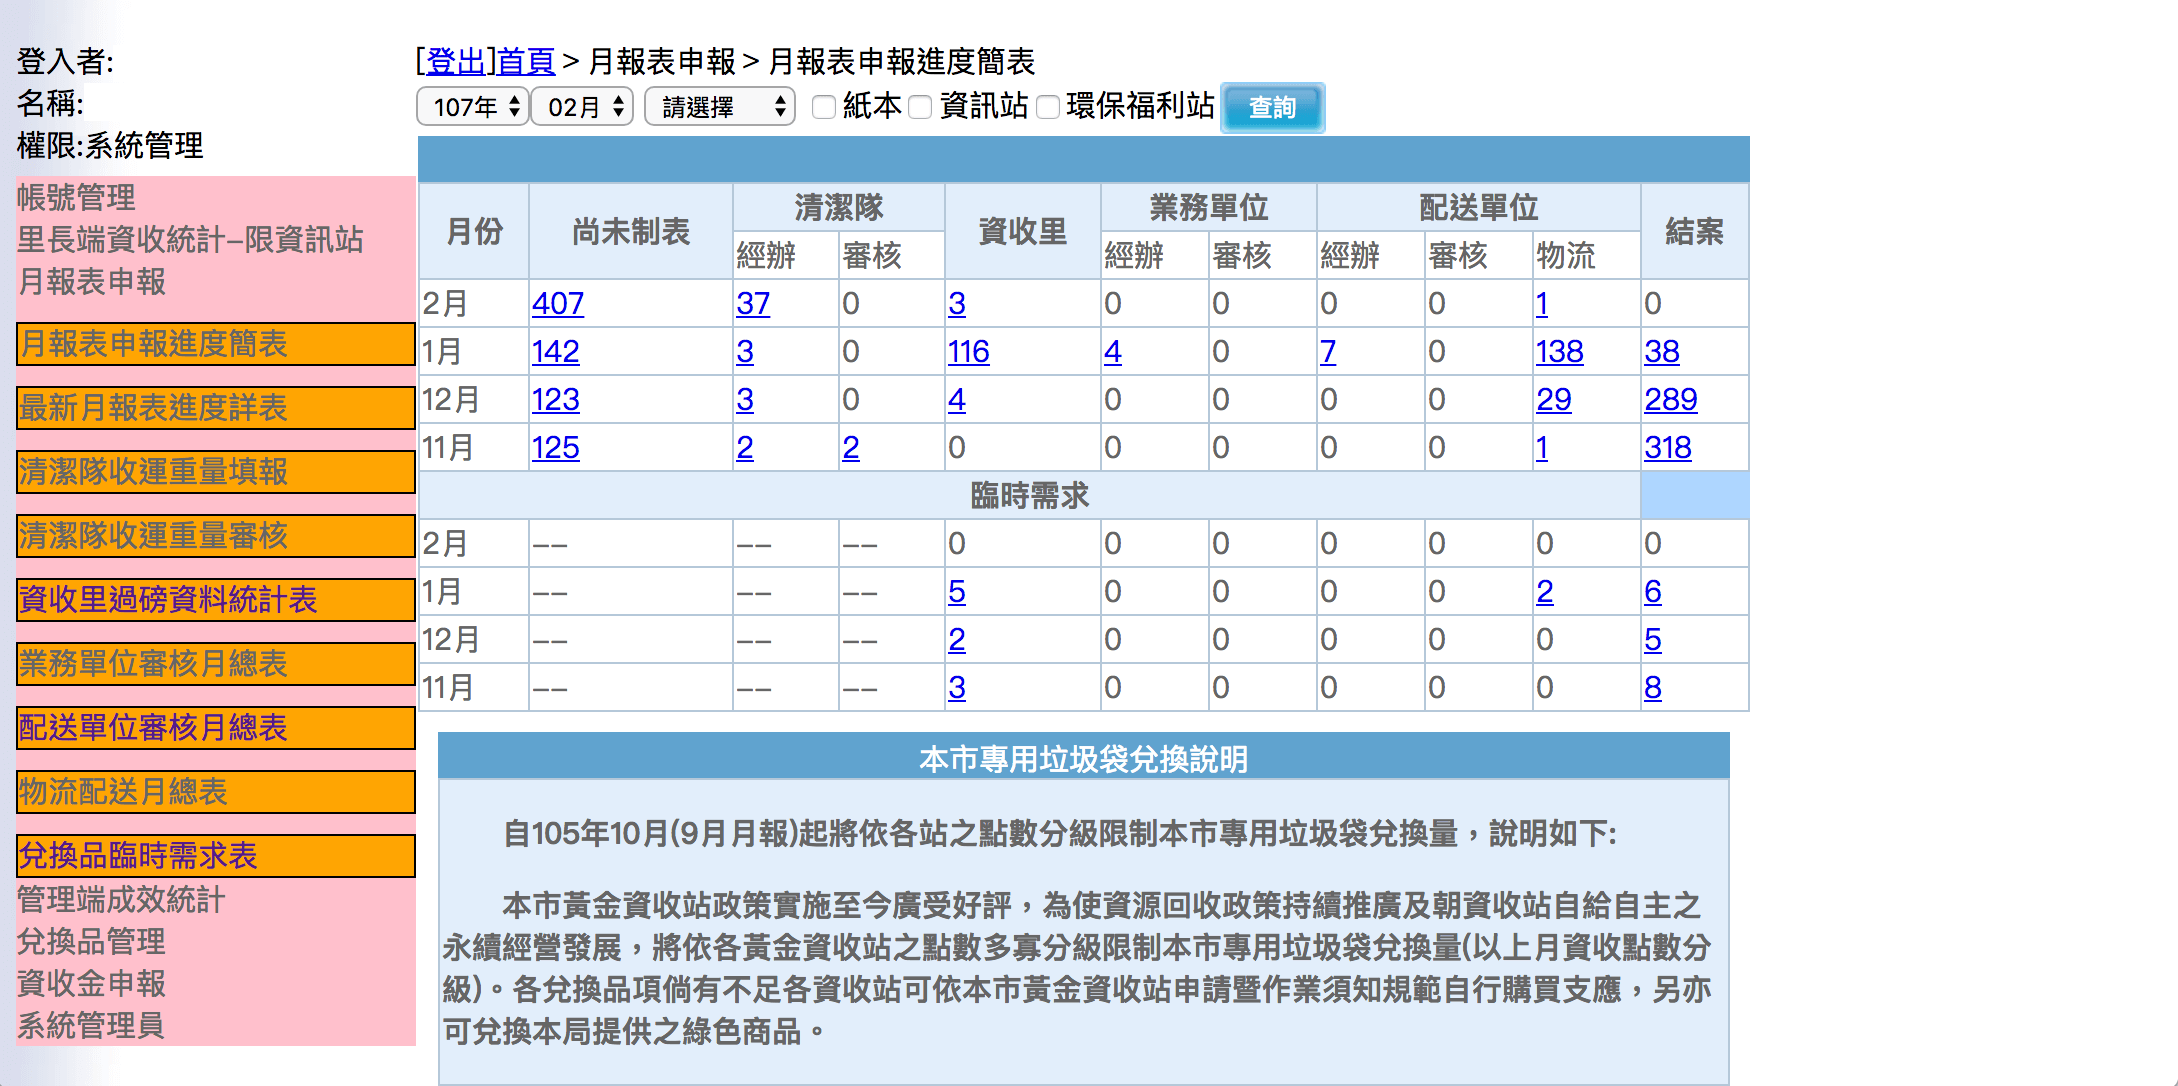 登入者:
名稱:
權限:系統管理
帳號管理
里長端資收統計–限資訊站
月報表申報
月報表申報進度簡表
最新月報表進度詳表
清潔隊收運重量填報
清潔隊收運重量審核
資收里過磅資料統計表
業務單位審核月總表
配送單位審核月總表
物流配送月總表
兌換品臨時需求表
管理端成效統計
兌換品管理
資收金申報
系統管理員
[登出]首頁 > 月報表申報 > 月報表申報進度簡表
107年 02月 請選擇 紙本 資訊站 環保福利站 查詢
月份 尚未制表 清潔隊 資收里 業務單位 配送單位 結案
經辦 審核 經辦 審核 經辦 審核 物流
2月 407 37 0 3 0 0 0 0 1 0
1月 142 3 0 116 4 0 7 0 138 38
12月 123 3 0 4 0 0 0 0 29 289
11月 125 2 2 0 0 0 0 0 1 318
臨時需求
2月 –– –– –– 0 0 0 0 0 0 0
1月 –– –– –– 5 0 0 0 0 2 6
12月 –– –– –– 2 0 0 0 0 0 5
11月 –– –– –– 3 0 0 0 0 0 8
本市專用垃圾袋兌換說明
自105年10月(9月月報)起將依各站之點數分級限制本市專用垃圾袋兌換量，說明如下:
本市黃金資收站政策實施至今廣受好評，為使資源回收政策持續推廣及朝資收站自給自主之
永續經營發展，將依各黃金資收站之點數多寡分級限制本市專用垃圾袋兌換量(以上月資收點數分
級)。各兌換品項倘有不足各資收站可依本市黃金資收站申請暨作業須知規範自行購買支應，另亦
可兌換本局提供之綠色商品。